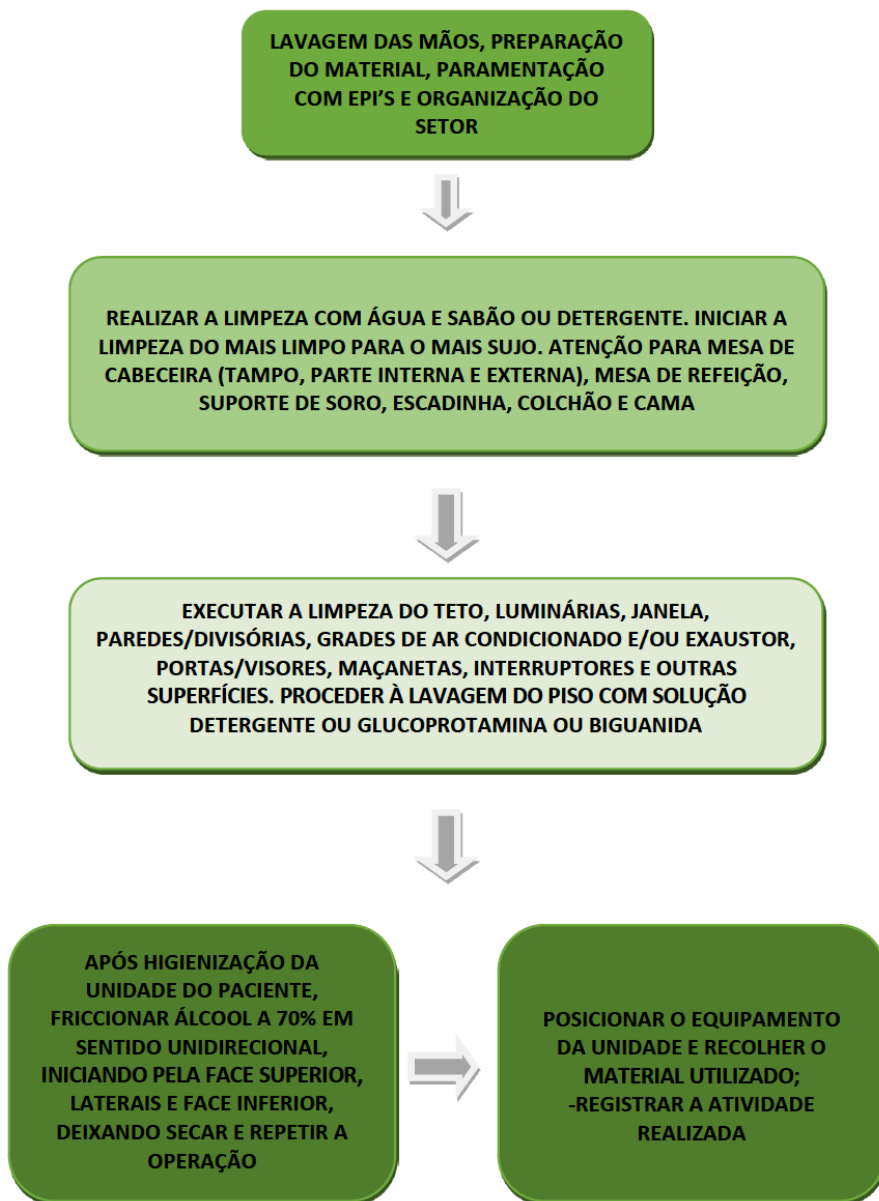 LAVAGEM DAS MÃOS, PREPARAÇÃO
DO MATERIAL, PARAMENTAÇÃO
COM EPI'S E ORGANIZAÇÃO DO
SETOR
REALIZAR A LIMPEZA COM ÁGUA E SABÃO OU DETERGENTE. INICIAR A
LIMPEZA DO MAIS LIMPO PARA O MAIS SUJO. ATENÇÃO PARA MESA DE
CABECEIRA (TAMPO, PARTE INTERNA E EXTERNA), MESA DE REFEIÇÃO,
SUPORTE DE SORO, ESCADINHA, COLCHÃO E CAMA
EXECUTAR A LIMPEZA DO TETO, LUMINÁRIAS, JANELA,
PAREDES/DIVISÓRIAS, GRADES DE AR CONDICIONADO E/OU EXAUSTOR,
PORTAS/VISORES, MAÇANETAS, INTERRUPTORES E OUTRAS
SUPERFÍCIES. PROCEDER À LAVAGEM DO PISO COM SOLUÇÃO
DETERGENTE OU GLUCOPROTAMINA OU BIGUANIDA
APÓS HIGIENIZAÇÃO DA
UNIDADE DO PACIENTE,
FRICCIONAR ÁLCOOL A 70% EM
SENTIDO UNIDIRECIONAL,
INICIANDO PELA FACE SUPERIOR,
LATERAIS E FACE INFERIOR,
DEIXANDO SECAR E REPETIR A
OPERAÇÃO
POSICIONAR O EQUIPAMENTO
DA UNIDADE E RECOLHER O
MATERIAL UTILIZADO;
-REGISTRAR A ATIVIDADE
REALIZADA